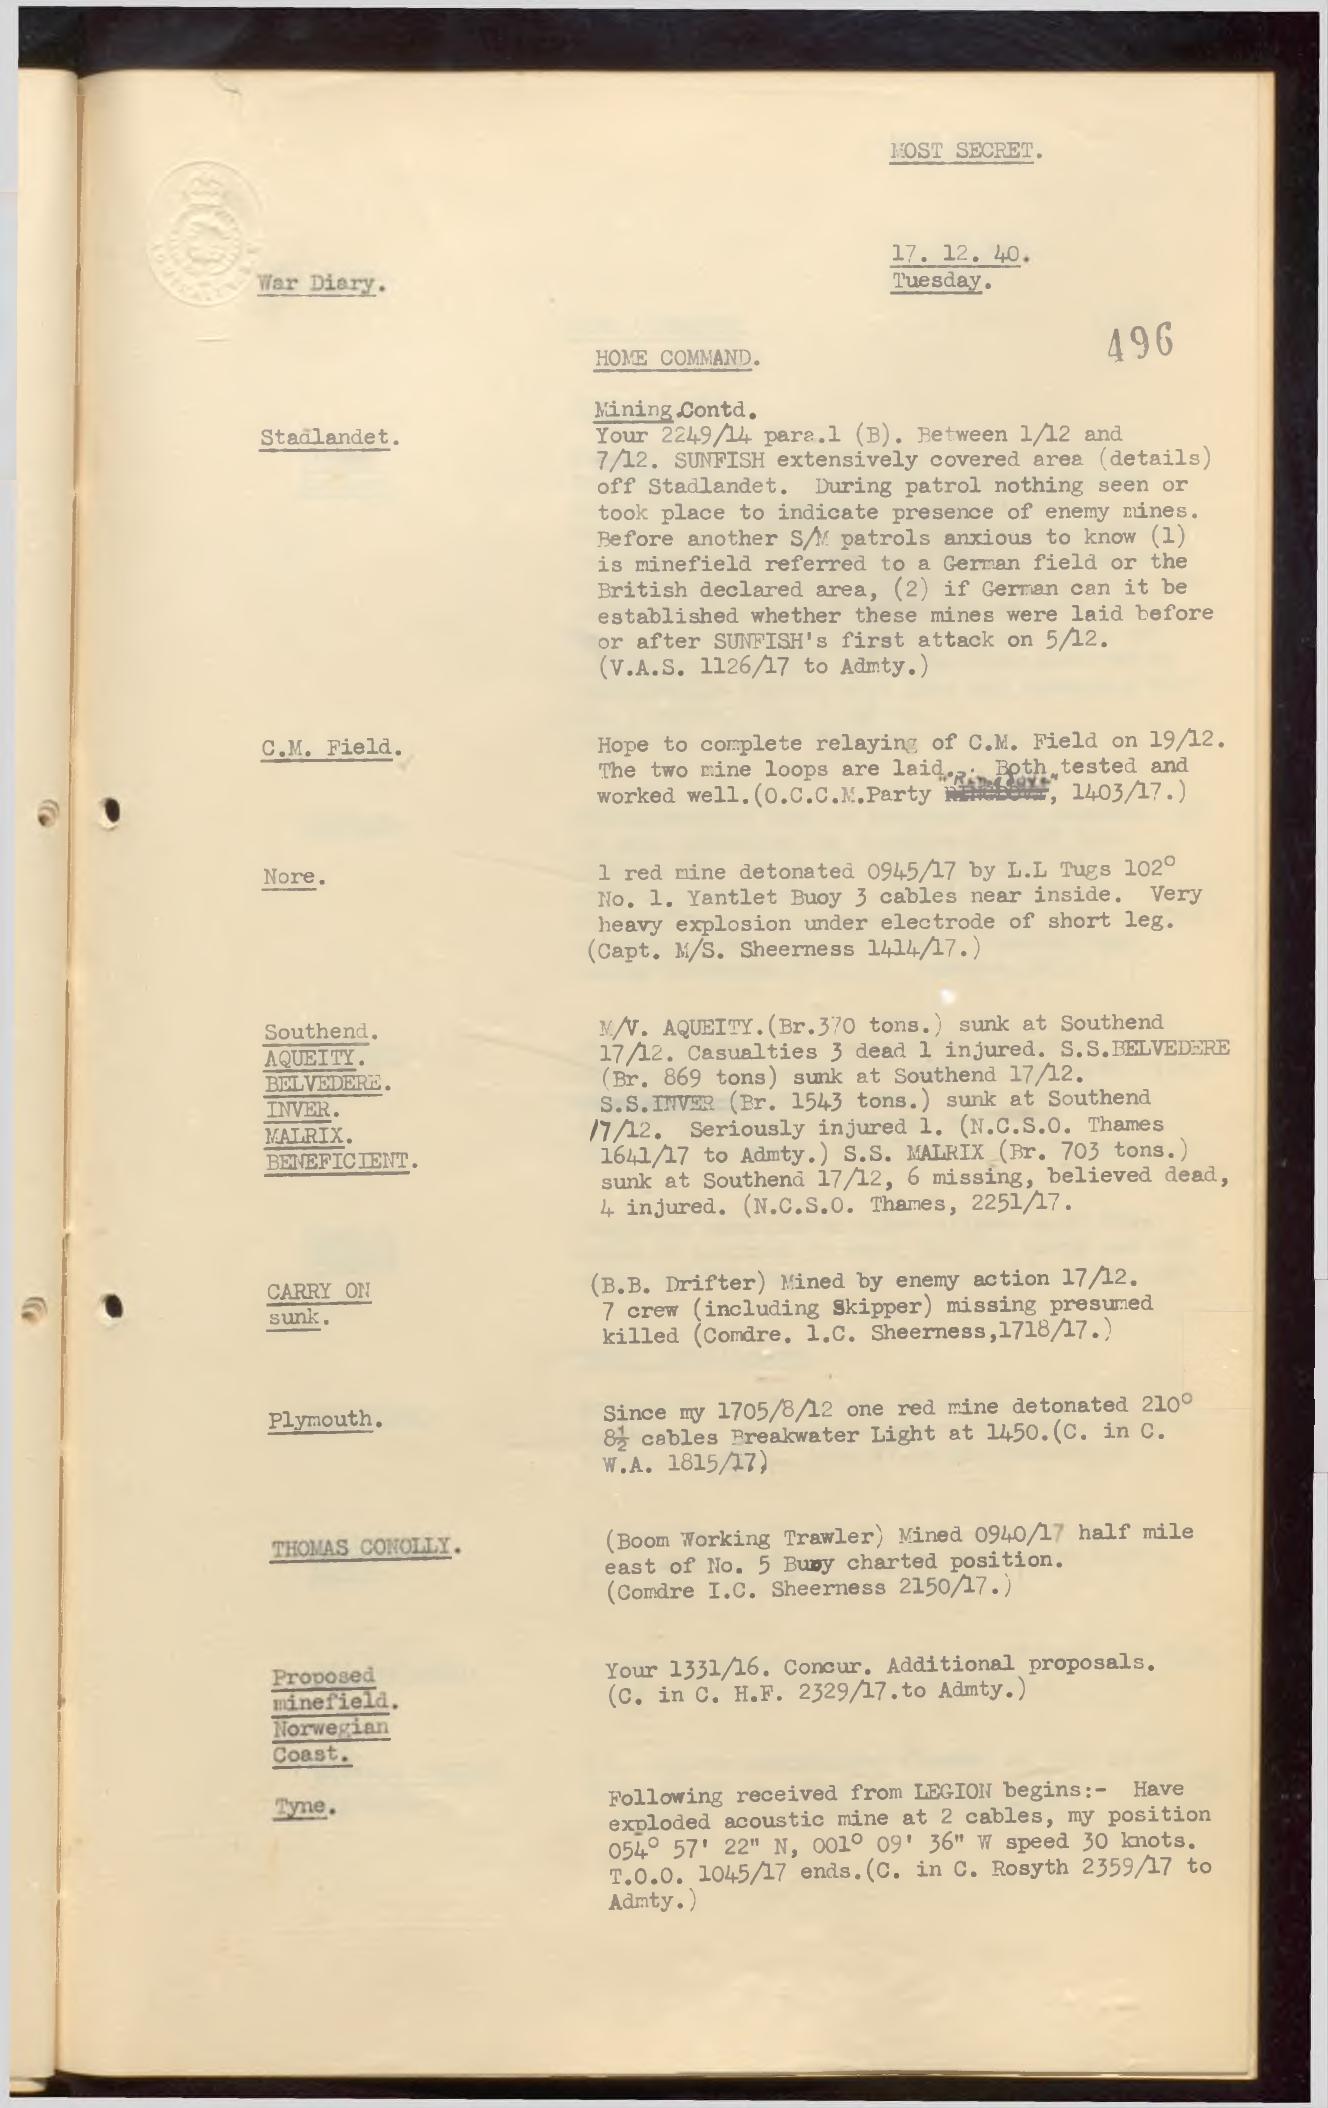 MOST SECRET.
17. 12. 40.
Tuesday.
War Diary.
496
HOME COMMAND.
Mining.Contd.
Stadlandet.
Your 2249/14 para.1 (B). Between 1/12 and
7/12. SUNFISH extensively covered area (details)
off Stadlandet. During patrol nothing seen or
took place to indicate presence of enemy mines.
Before another S/M patrols anxious to know (1)
is minefield referred to a German field or the
British declared area, (2) if German can it be
established whether these mines were laid before
or after SUNFISH's first attack on 5/12.
(V.A.S. 1126/17 to Admty.)
C.M. Field.
Hope to complete relaying of C.M. Field on 19/12.
The two mine loops are laid. Both tested and
worked well.(O.C.C.M.Party , 1403/17.)
Nore.
1 red mine detonated 0945/17 by L.L Tugs 102°
No. 1. Yantlet Buoy 3 cables near inside. Very
heavy explosion under electrode of short leg.
(Capt. M/S. Sheerness 1414/17.)
Southend.
AQUEITY.
BELVEDERE.
INVER.
MALRIX.
BENEFICIENT.
M/V. AQUEITY.(Br.370 tons.) sunk at Southend
17/12. Casualties 3 dead 1 injured. S.S.BELVEDERE
(Br. 869 tons) sunk at Southend 17/12.
S.S.INVER (Br. 1543 tons.) sunk at Southend
17/12. Seriously injured 1. (N.C.S.O. Thames
1641/17 to Admty.) S.S. MALRIX (Br. 703 tons.)
sunk at Southend 17/12, 6 missing, believed dead,
4 injured. (N.C.S.O. Thames, 2251/17.
CARRY ON
sunk.
(B.B. Drifter) Mined by enemy action 17/12.
7 crew (including Skipper) missing presumed
killed (Comdre. 1.C. Sheerness,1718/17.)
Plymouth.
Since my 1705/8/12 one red mine detonated 210°
8½ cables Breakwater Light at 1450.(C. in C.
W.A. 1815/17)
THOMAS CONOLLY.
(Boom Working Trawler) Mined 0940/17 half mile
east of No. 5 Buoy charted position.
(Comdre I.C. Sheerness 2150/17.)
Proposed
minefield.
Norwegian
Coast.
Your 1331/16. Concur. Additional proposals.
(C. in C. H.F. 2329/17.to Admty.)
Tyne.
Following received from LEGION begins:- Have
exploded acoustic mine at 2 cables, my position
054° 57' 22" N, 001° 09' 36" W speed 30 knots.
T.O.O. 1045/17 ends.(C. in C. Rosyth 2359/17 to
Admty.)